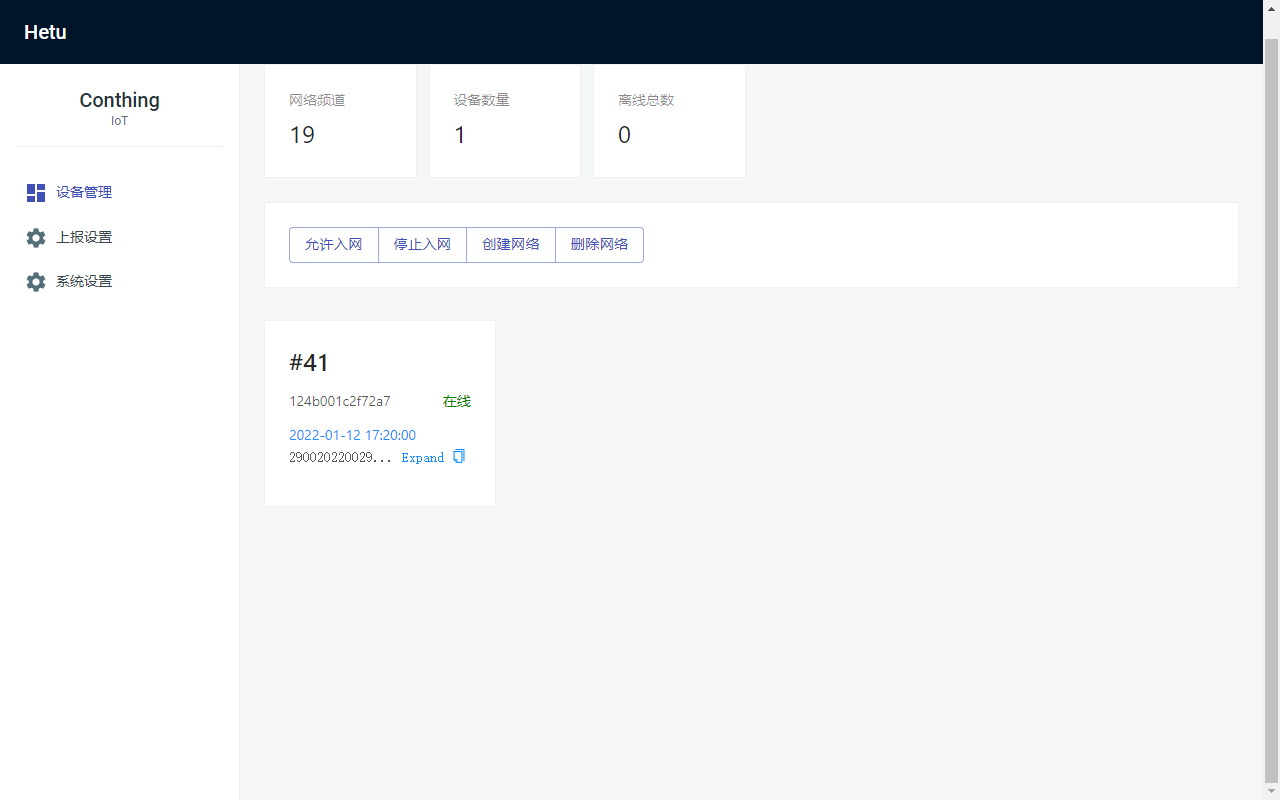 Hetu
Conthing
IoT
设备管理
上报设置
系统设置
网络频道
19
设备数量
1
离线总数
0
允许入网 停止入网 创建网络 删除网络
#41
124b001c2f72a7 在线
2022-01-12 17:20:00
290020220029... Expand